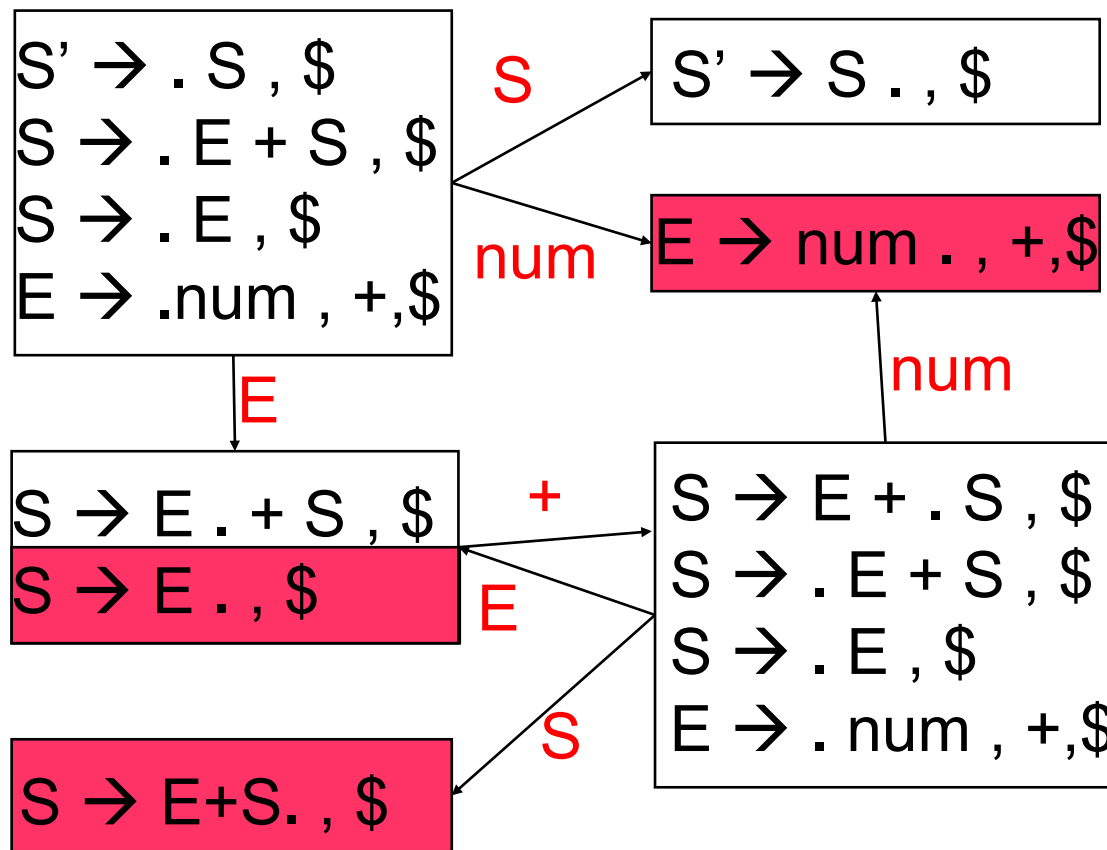 S’ → . S , $
S → . E + S , $
S → . E , $
E → .num , +,$
S
num
S’ → S . , $
E → num . , +,$
E
num
S → E . + S , $
S → E . , $
+
E
S
S → E + . S , $
S → . E + S , $
S → . E , $
E → . num , +,$
S → E+S. , $